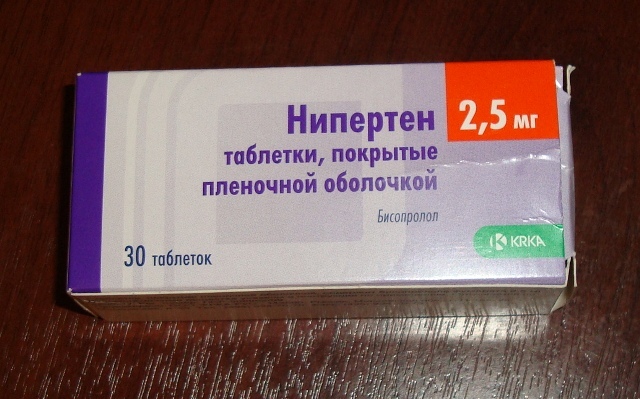 Нипертен
2,5 мг
таблетки, покрытые
пленочной оболочкой
Бисопролол
KRKA
30 таблеток